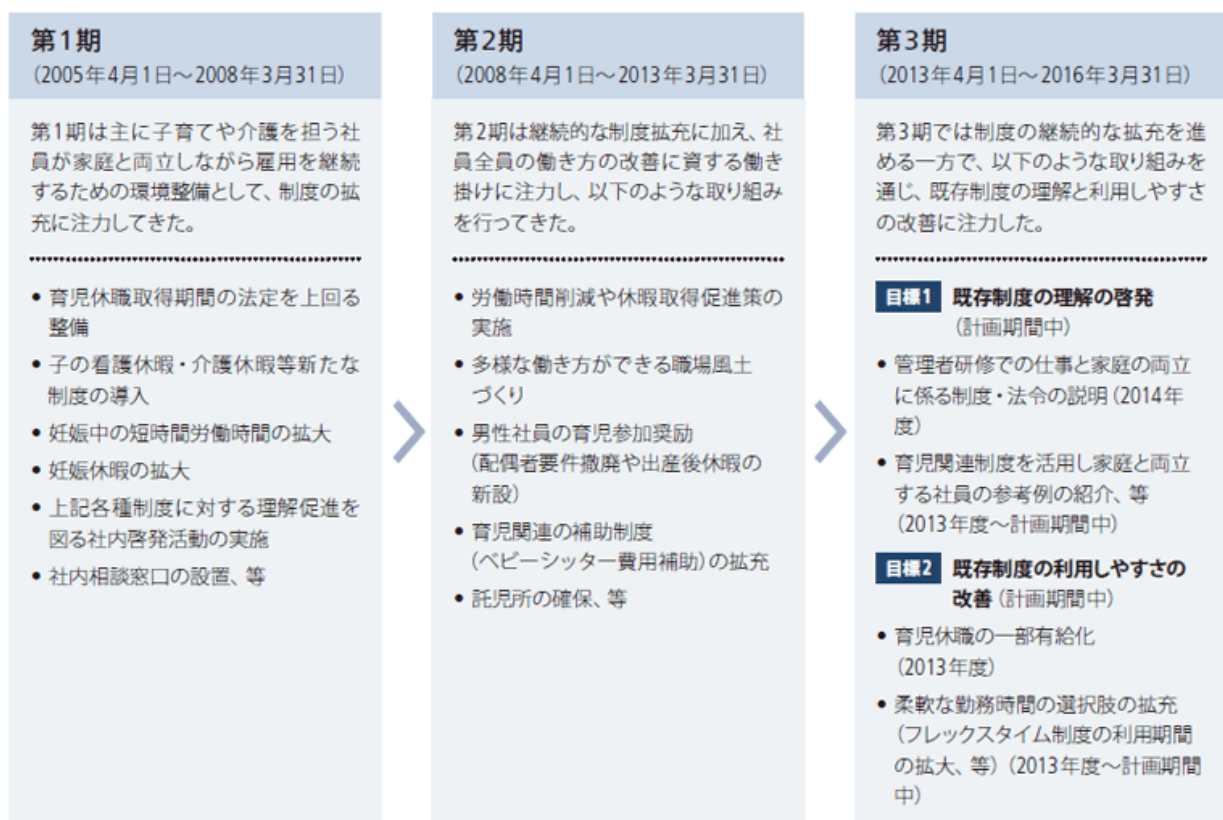 第1期
（2005年4月1日～2008年3月31日）
第1期は主に子育てや介護を担う社
員が家庭と両立しながら雇用を継続
するための環境整備として、制度の拡
充に注力してきた。
• 育児休職取得期間の法定を上回る
整備
• 子の看護休暇・介護休暇等新たな
制度の導入
• 妊娠中の短時間労働時間の拡大
• 妊娠休暇の拡大
• 上記各種制度に対する理解促進を
図る社内啓発活動の実施
• 社内相談窓口の設置、等
第2期
（2008年4月1日～2013年3月31日）
第2期は継続的な制度拡充に加え、社
員全員の働き方の改善に資する働き
掛けに注力し、以下のような取り組み
を行ってきた。
• 労働時間削減や休暇取得促進策の
実施
• 多様な働き方ができる職場風土
づくり
• 男性社員の育児参加奨励
（配偶者要件撤廃や出産後休暇の
新設）
• 育児関連の補助制度
（ベビーシッター費用補助）の拡充
• 託児所の確保、等
第3期
（2013年4月1日～2016年3月31日）
第3期では制度の継続的な拡充を進
める一方で、以下のような取り組みを
通じ、既存制度の理解と利用しやすさ
の改善に注力した。
目標1 既存制度の理解の啓発
（計画期間中）
• 管理者研修での仕事と家庭の両立
に係る制度・法令の説明（2014年
度）
• 育児関連制度を活用し家庭と両立
する社員の参考例の紹介、等
（2013年度～計画期間中）
目標2 既存制度の利用しやすさの
改善（計画期間中）
• 育児休職の一部有給化
（2013年度）
• 柔軟な勤務時間の選択肢の拡充
（フレックスタイム制度の利用期間
の拡大、等）（2013年度～計画期間
中）